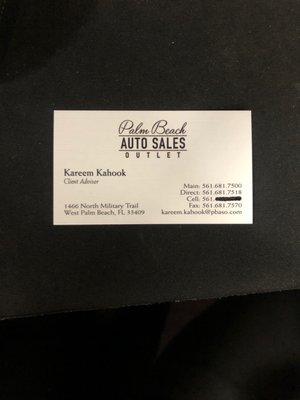 Palm Beach
AUTO SALES
OUTLET
Kareem Kahook
Client Advisor
1466 North Military Trail
West Palm Beach, FL 33409
Main: 561.681.7500
Direct: 561.681.7518
Cell: 561.
Fax: 561.681.7570
kareem.kahook@pbaso.com